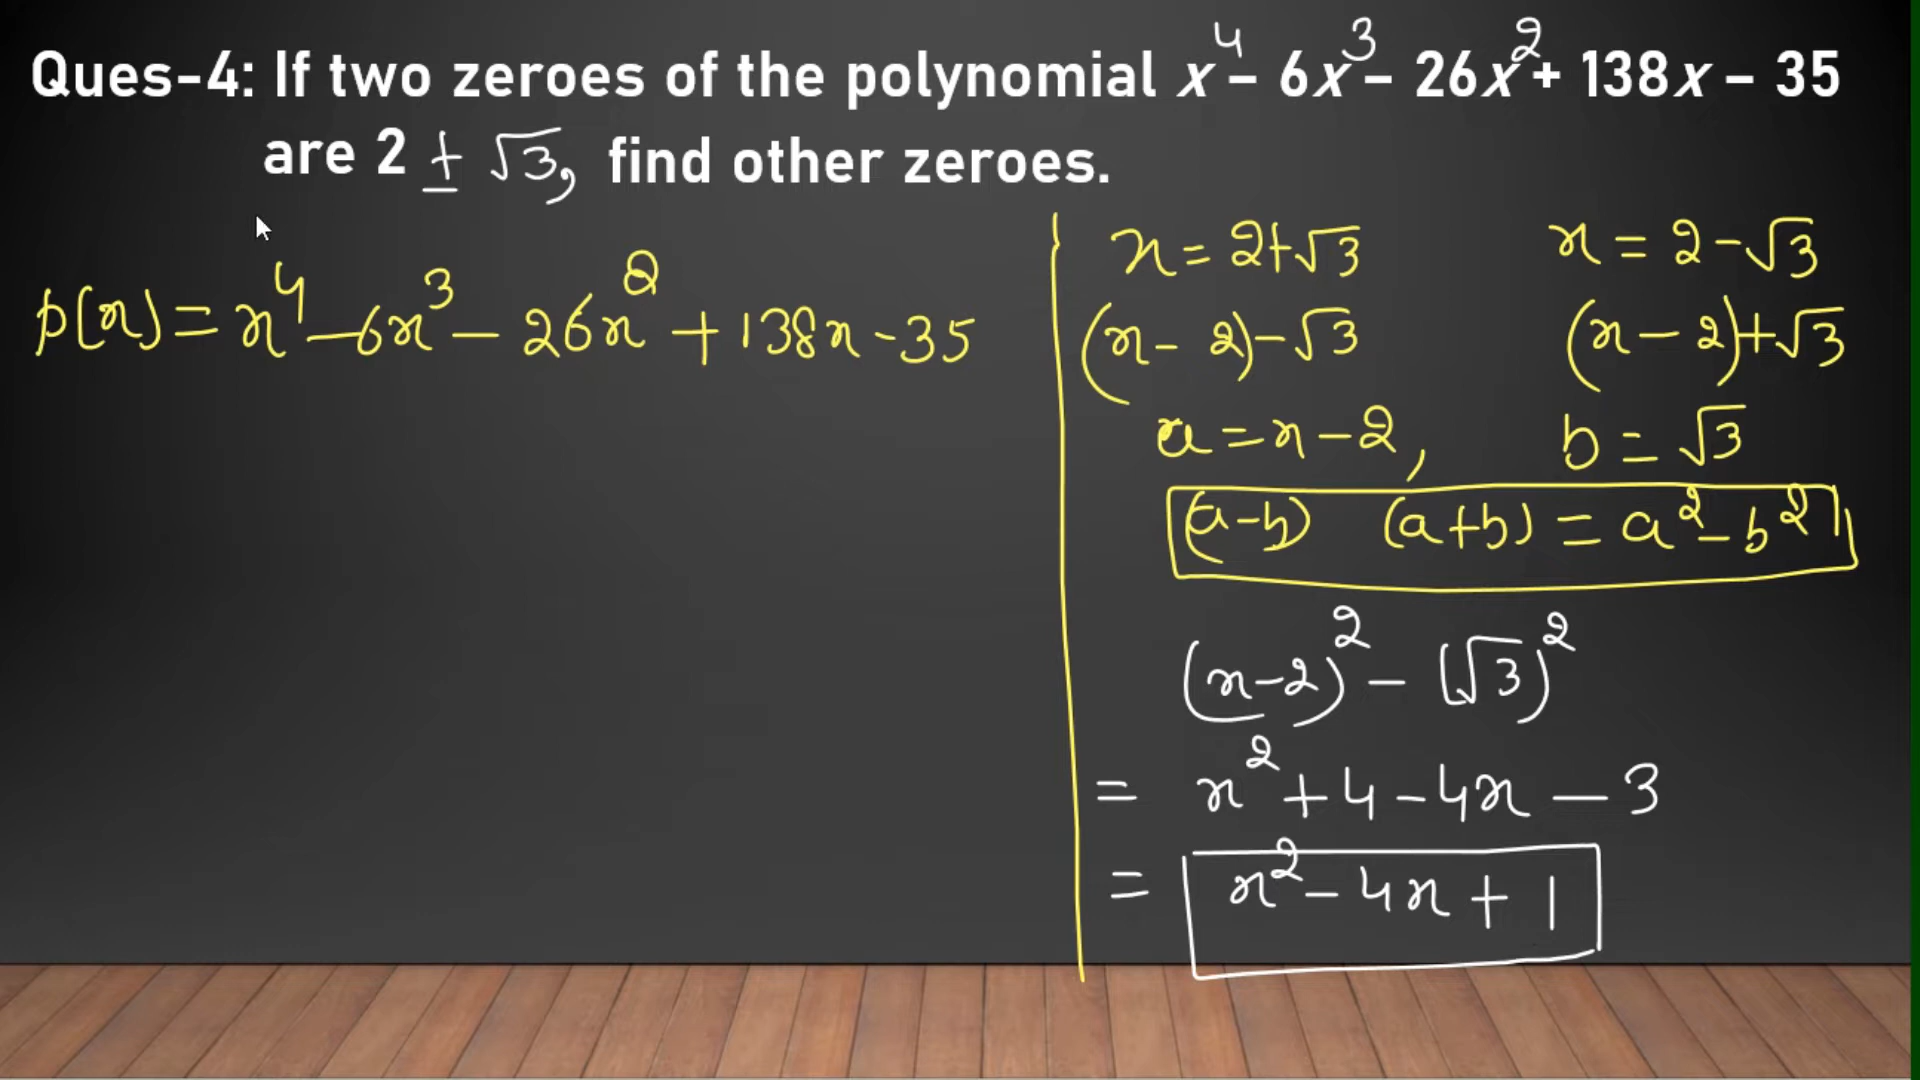 Ques-4: If two zeroes of the polynomial x⁴ - 6x³ - 26x² + 138x - 35
are 2 ± √3, find other zeroes.
p(x) = x⁴ - 6x³ - 26x² + 138x - 35
x = 2 + √3
x = 2 - √3
(x - 2) - √3
(x - 2) + √3
a = x - 2,
b = √3
(a - b) (a + b) = a² - b²
(x - 2)² - (√3)²
= x² + 4 - 4x - 3
= x² - 4x + 1